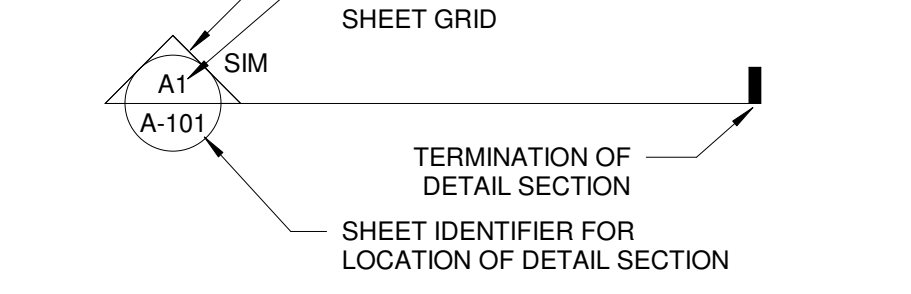 SHEET GRID
SIM
A1
A-101
TERMINATION OF
DETAIL SECTION
SHEET IDENTIFIER FOR
LOCATION OF DETAIL SECTION